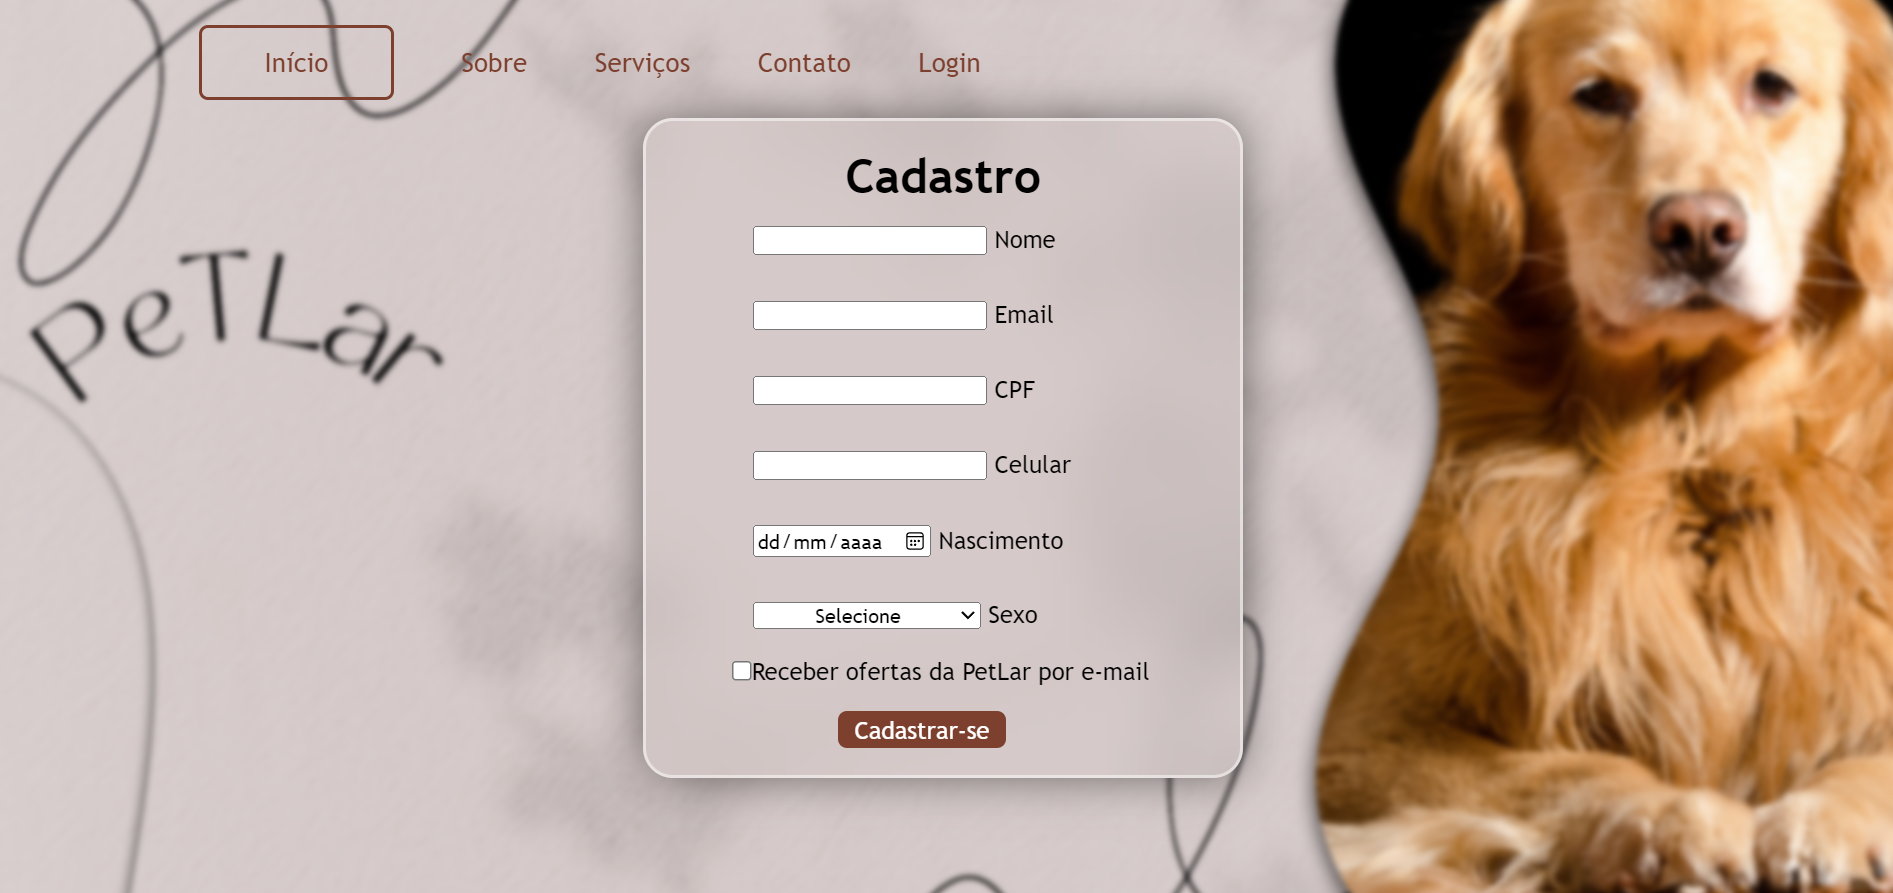 Início Sobre Serviços Contato Login
PeTLar
Cadastro
Nome
Email
CPF
Celular
dd/mm/aaaa Nascimento
Selecione Sexo
Receber ofertas da PetLar por e-mail
Cadastrar-se